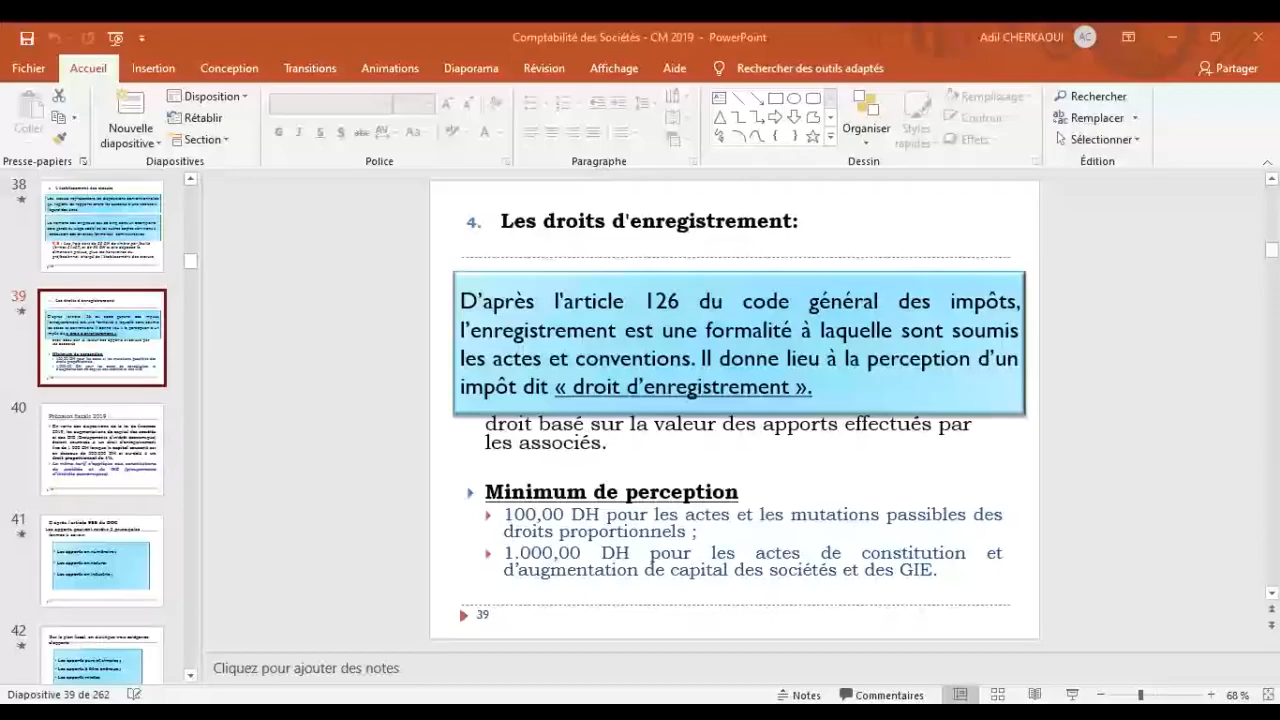 Comptabilité des Sociétés - CM 2019 - PowerPoint
Adil CHERKAOUI
AC
Fichier
Accueil
Insertion
Conception
Transitions
Animations
Diaporama
Révision
Affichage
Aide
Rechercher des outils adaptés
Partager
Coller
Nouvelle
diapositive
Disposition
Rétablir
Section
Organiser
Styles
rapides
Remplissage
Contour
Effets
Rechercher
Remplacer
Sélectionner
Presse-papiers
Diapositives
Police
Paragraphe
Dessin
Édition
38
39
40
41
42
4. Les droits d'enregistrement:
D'après l'article 126 du code général des impôts,
l'enregistrement est une formalité à laquelle sont soumis
les actes et conventions. Il donne lieu à la perception d'un
impôt dit « droit d'enregistrement ».
droit basé sur la valeur des apports effectués par
les associés.
Minimum de perception
100,00 DH pour les actes et les mutations passibles des
droits proportionnels ;
1.000,00 DH pour les actes de constitution et
d'augmentation de capital des sociétés et des GIE.
39
Cliquez pour ajouter des notes
Diapositive 39 de 262
Notes
Commentaires
68 %